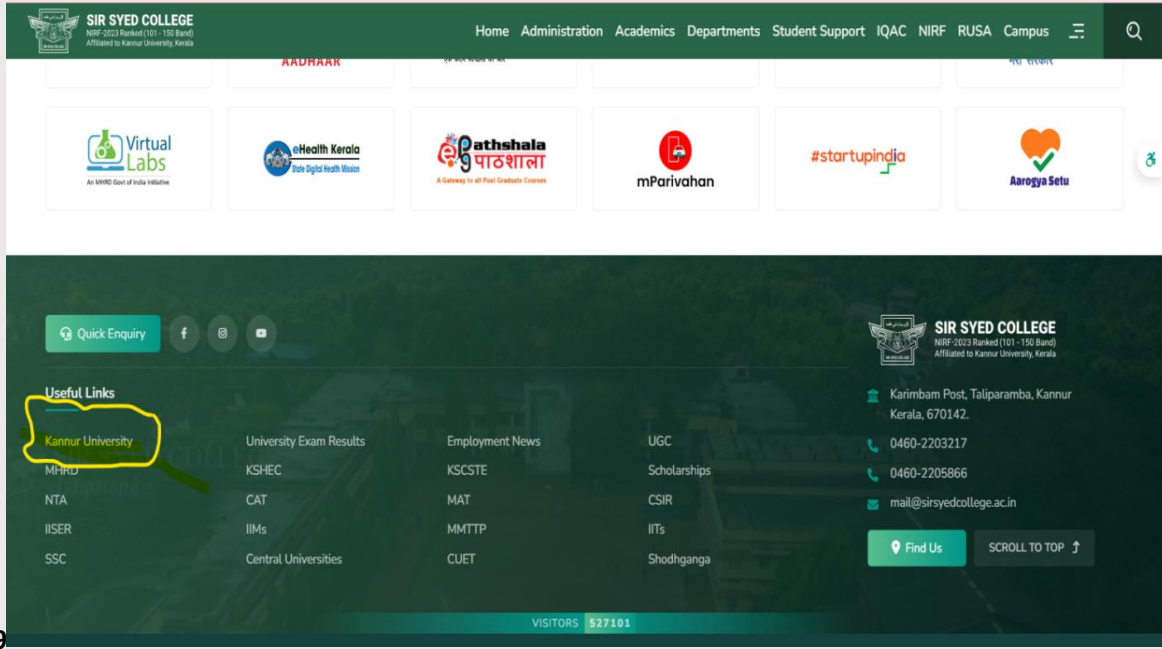 SIR SYED COLLEGE
NIRF-2023 Ranked (101 - 150 Band)
Affiliated to Kannur University, Kerala
Home Administration Academics Departments Student Support IQAC NIRF RUSA Campus
AADHAAR
Virtual Labs
An MHRD Govt of India Initiative
eHealth Kerala
State Digital Health Mission
ePathshala
पाठशाला
A Gateway to all Post Graduate Courses
mParivahan
#startupindia
Aarogya Setu
Quick Enquiry
SIR SYED COLLEGE
NIRF-2023 Ranked (101 - 150 Band)
Affiliated to Kannur University, Kerala
Useful Links
Kannur University University Exam Results Employment News UGC
MHRD KSHEC KSCSTE Scholarships
NTA CAT MAT CSIR
IISER IIMs MMTTP IITs
SSC Central Universities CUET Shodhganga
Karimbam Post, Taliparamba, Kannur
Kerala, 670142.
0460-2203217
0460-2205866
mail@sirsyedcollege.ac.in
Find Us SCROLL TO TOP
VISITORS 527101
9